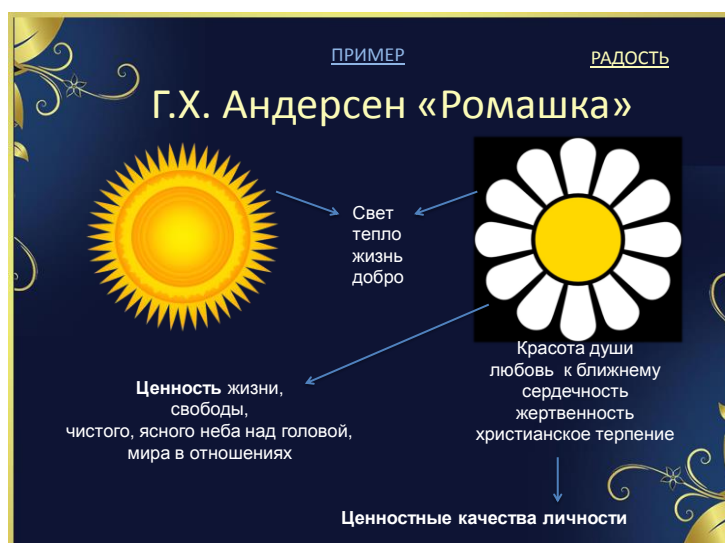 ПРИМЕР
РАДОСТЬ
Г.Х. Андерсен «Ромашка»
Свет
тепло
жизнь
добро
Красота души
любовь к ближнему
сердечность
жертвенность
христианское терпение
Ценность жизни,
свободы,
чистого, ясного неба над головой,
мира в отношениях
Ценностные качества личности